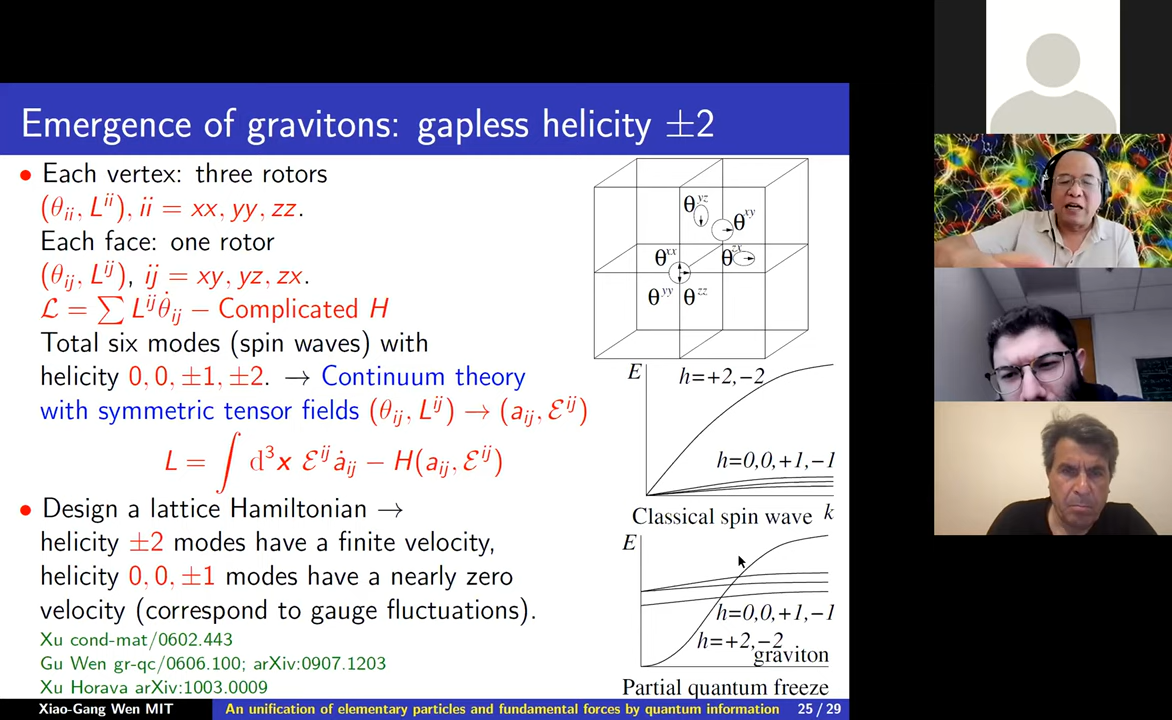 Emergence of gravitons: gapless helicity ±2
• Each vertex: three rotors
(θ_ii, L^ii), ii = xx, yy, zz.
Each face: one rotor
(θ_ij, L^ij), ij = xy, yz, zx.
ℒ = ∑ L^ij θ̇_ij − Complicated H
Total six modes (spin waves) with
helicity 0, 0, ±1, ±2. → Continuum theory
with symmetric tensor fields (θ_ij, L^ij) → (a_ij, ℰ^ij)
L = ∫ d³x ℰ^ij ȧ_ij − H(a_ij, ℰ^ij)
• Design a lattice Hamiltonian →
helicity ±2 modes have a finite velocity,
helicity 0, 0, ±1 modes have a nearly zero
velocity (correspond to gauge fluctuations).
Xu cond-mat/0602.443
Gu Wen gr-qc/0606.100; arXiv:0907.1203
Xu Horava arXiv:1003.0009
θ^yz
θ^xy
θ^xx
θ^zx
θ^yy θ^zz
E h=+2,−2
h=0,0,+1,−1
Classical spin wave k
E
h=0,0,+1,−1
h=+2,−2
graviton
Partial quantum freeze
Xiao-Gang Wen MIT An unification of elementary particles and fundamental forces by quantum information 25 / 29